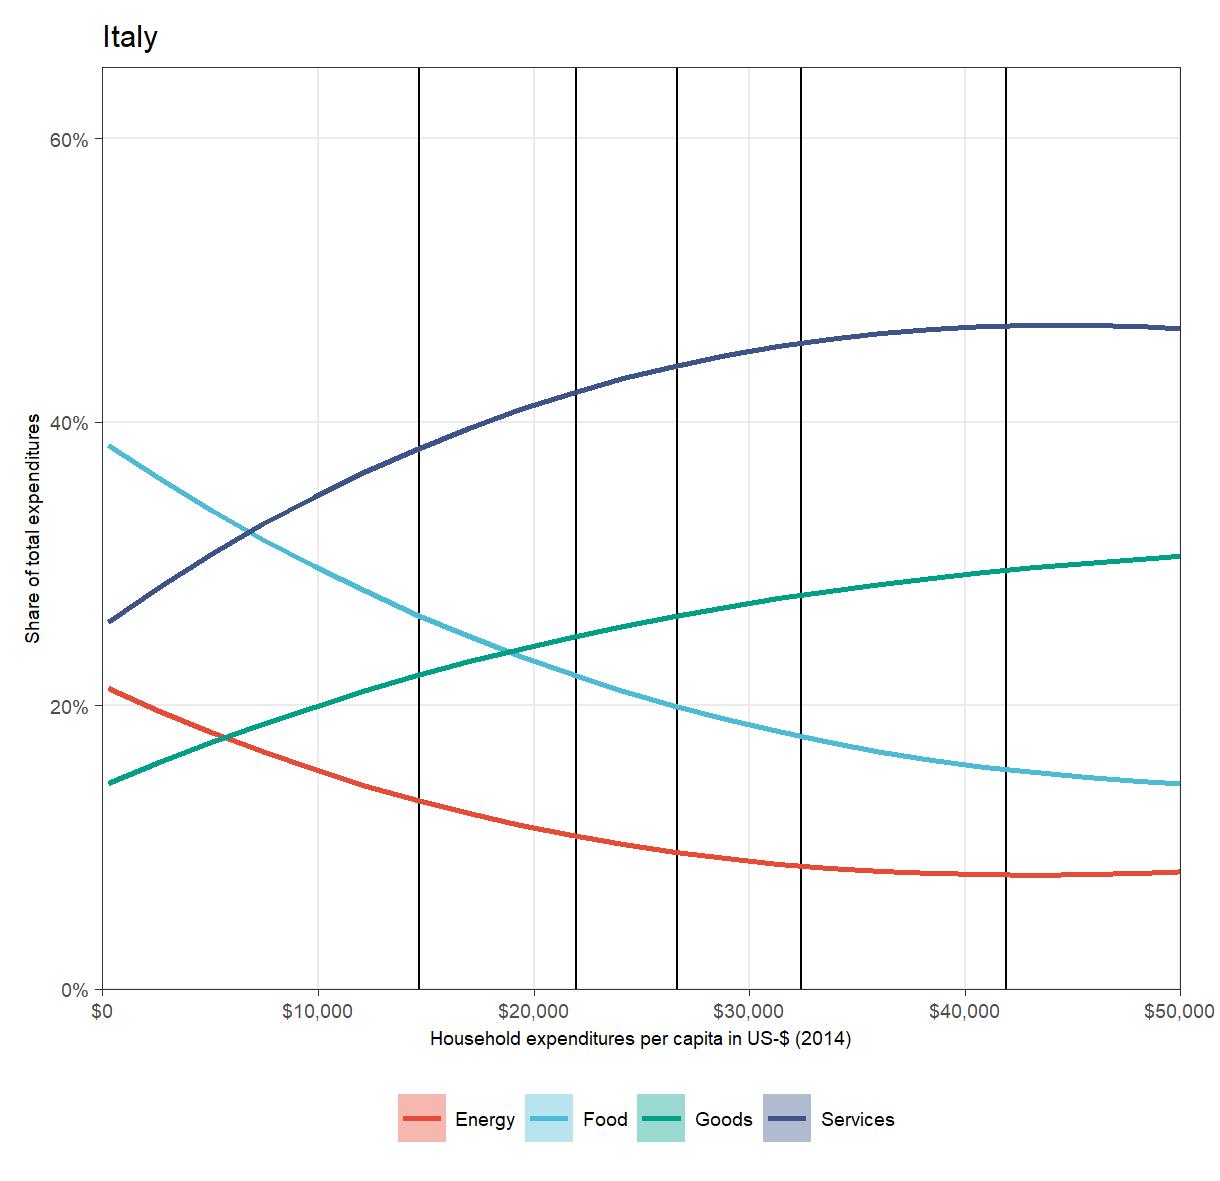 Italy
60%
40%
20%
0%
Share of total expenditures
$0 $10,000 $20,000 $30,000 $40,000 $50,000
Household expenditures per capita in US-$ (2014)
Energy Food Goods Services